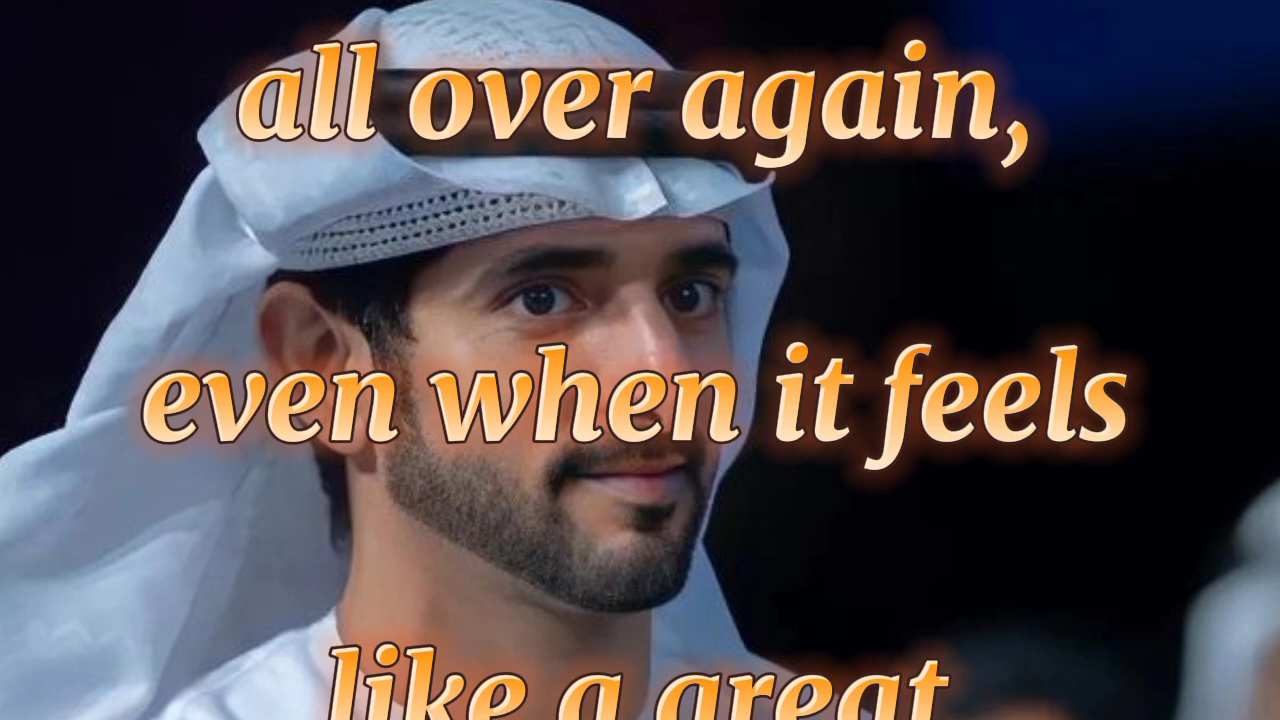 all over again,
even when it feels
like a great